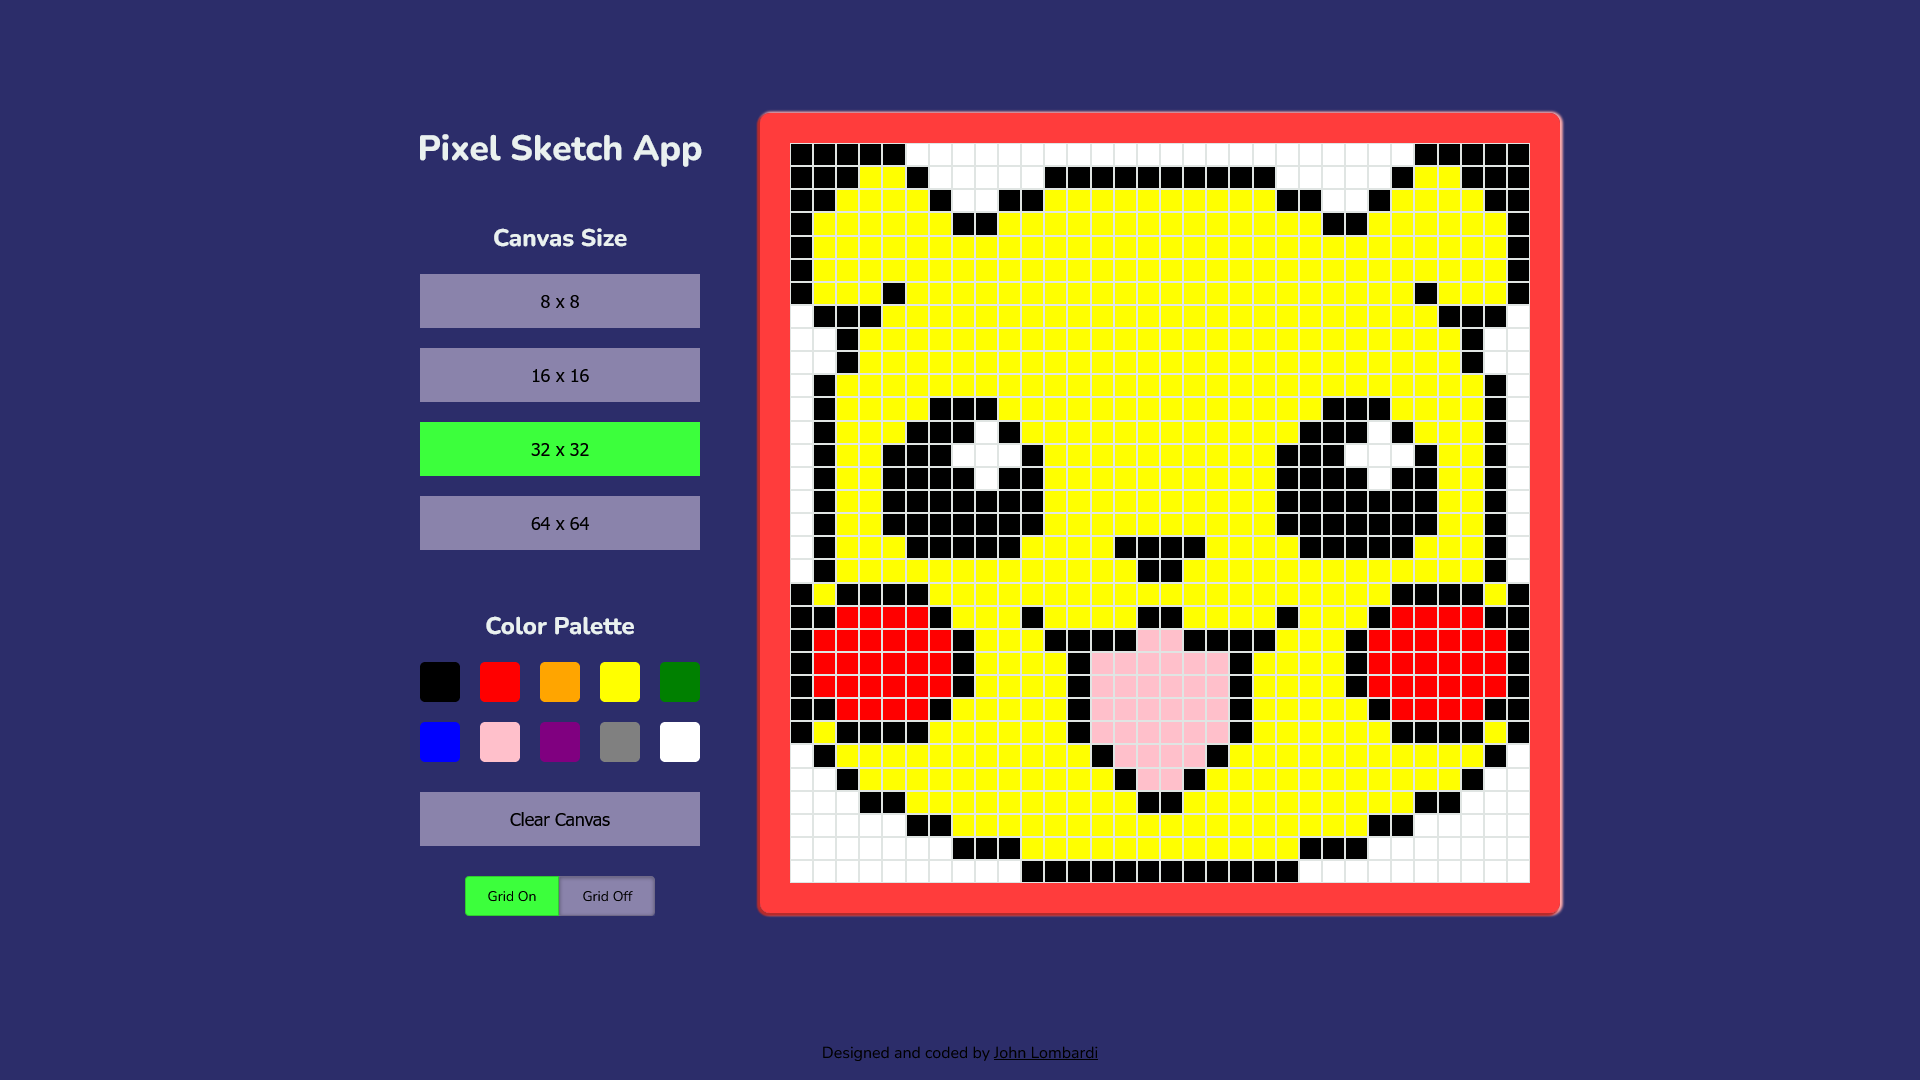 Pixel Sketch App
Canvas Size
8 x 8
16 x 16
32 x 32
64 x 64
Color Palette
Clear Canvas
Grid On
Grid Off
Designed and coded by John Lombardi